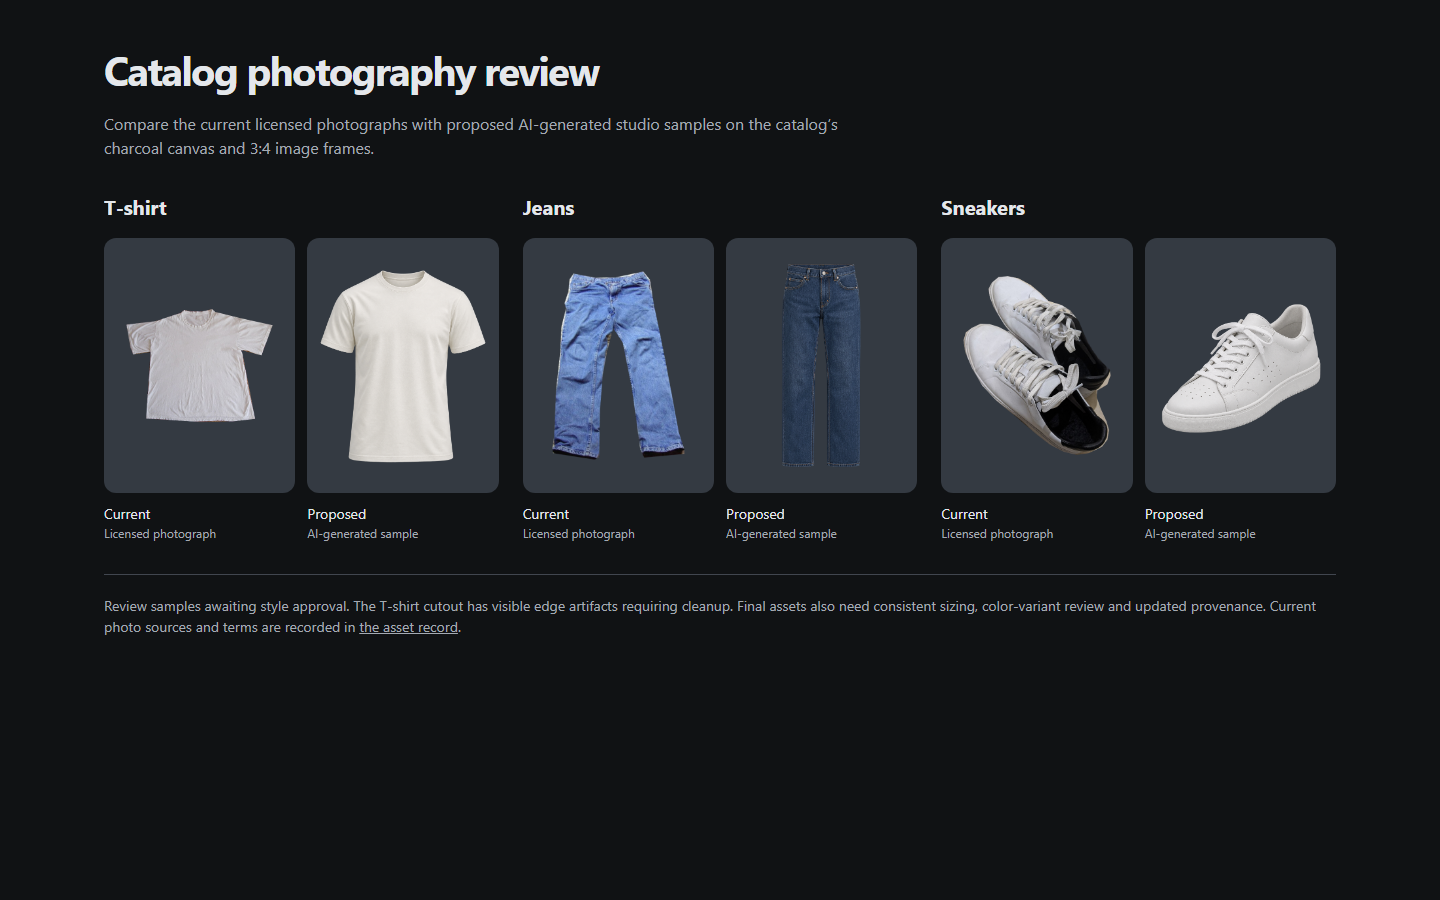 Catalog photography review
Compare the current licensed photographs with proposed AI-generated studio samples on the catalog's
charcoal canvas and 3:4 image frames.
T-shirt
Jeans
Sneakers
Current
Licensed photograph
Proposed
AI-generated sample
Current
Licensed photograph
Proposed
AI-generated sample
Current
Licensed photograph
Proposed
AI-generated sample
Review samples awaiting style approval. The T-shirt cutout has visible edge artifacts requiring cleanup. Final assets also need consistent sizing, color-variant review and updated provenance. Current
photo sources and terms are recorded in the asset record.